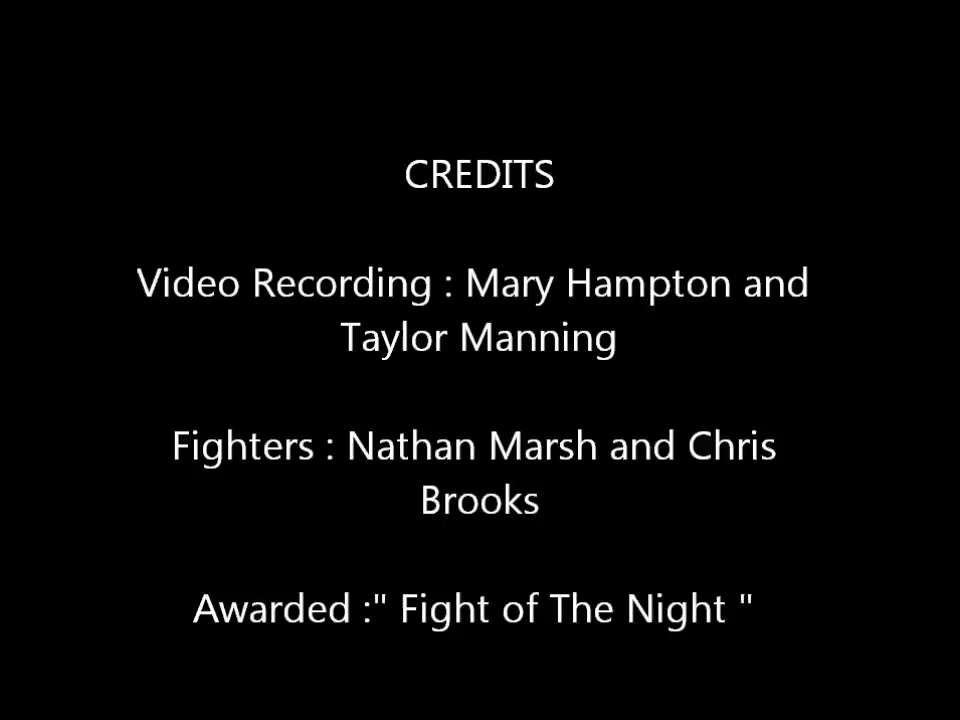 CREDITS
Video Recording : Mary Hampton and
Taylor Manning
Fighters : Nathan Marsh and Chris
Brooks
Awarded :" Fight of The Night "